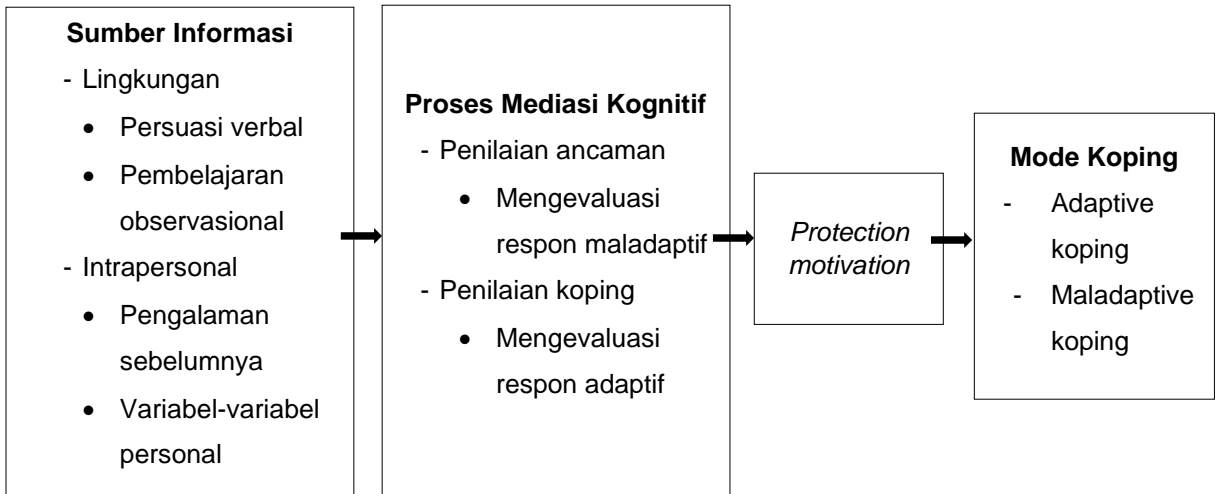 Sumber Informasi
- Lingkungan
• Persuasi verbal
• Pembelajaran
observasional
- Intrapersonal
• Pengalaman
sebelumnya
• Variabel-variabel
personal
Proses Mediasi Kognitif
- Penilaian ancaman
• Mengevaluasi
respon maladaptif
- Penilaian koping
• Mengevaluasi
respon adaptif
Protection
motivation
Mode Koping
- Adaptive
koping
- Maladaptive
koping